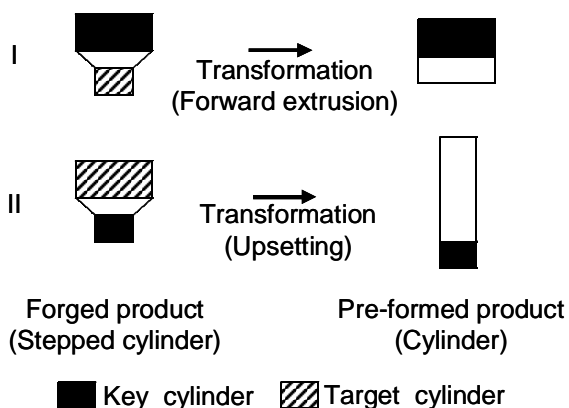 I
Transformation
(Forward extrusion)
II
Transformation
(Upsetting)
Forged product
(Stepped cylinder)
Pre-formed product
(Cylinder)
Key cylinder
Target cylinder